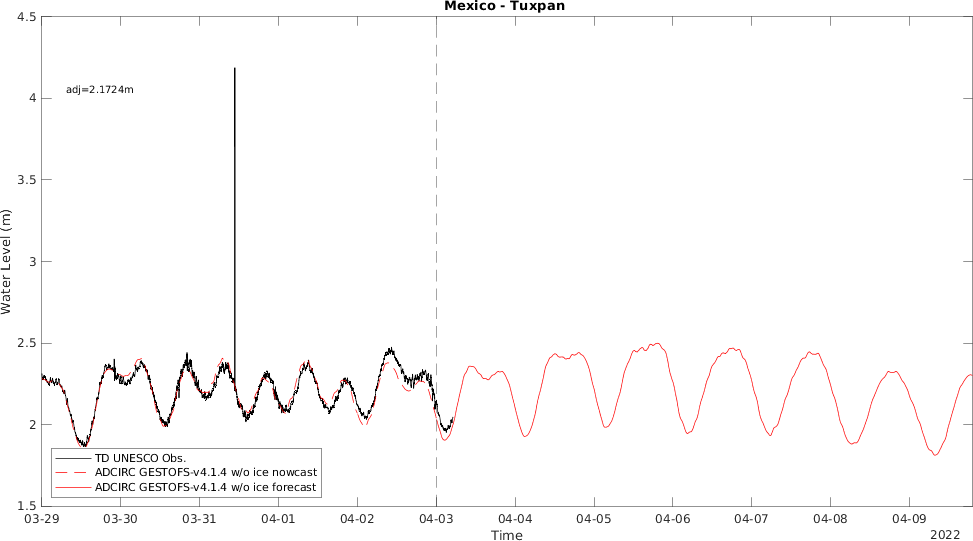 Mexico - Tuxpan
4.5
4
3.5
3
2.5
2
1.5
Water Level (m)
adj=2.1724m
TD UNESCO Obs.
ADCIRC GESTOFS-v4.1.4 w/o ice nowcast
ADCIRC GESTOFS-v4.1.4 w/o ice forecast
03-29 03-30 03-31 04-01 04-02 04-03 04-04 04-05 04-06 04-07 04-08 04-09
Time
2022